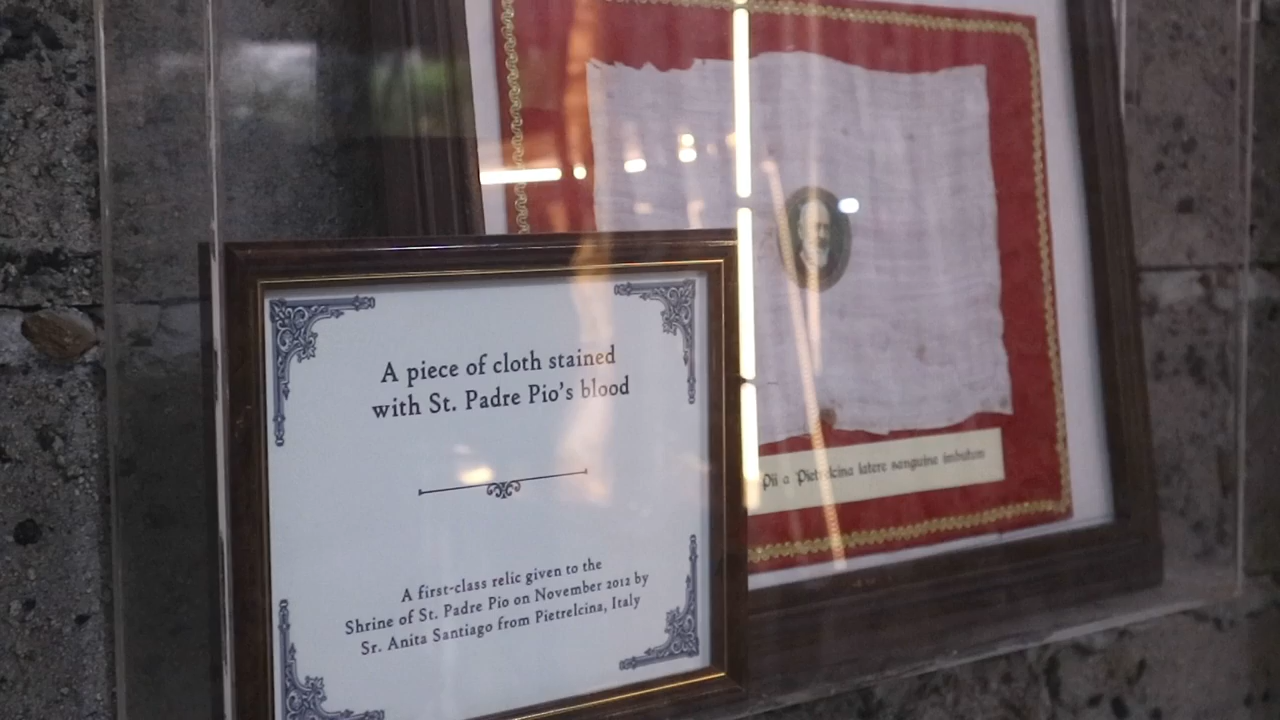 A piece of cloth stained
with St. Padre Pio's blood
A first-class relic given to the
Shrine of St. Padre Pio on November 2012 by
Sr. Anita Santiago from Pietrelcina, Italy
Pii a Pietrelcina latere sanguine imbutum